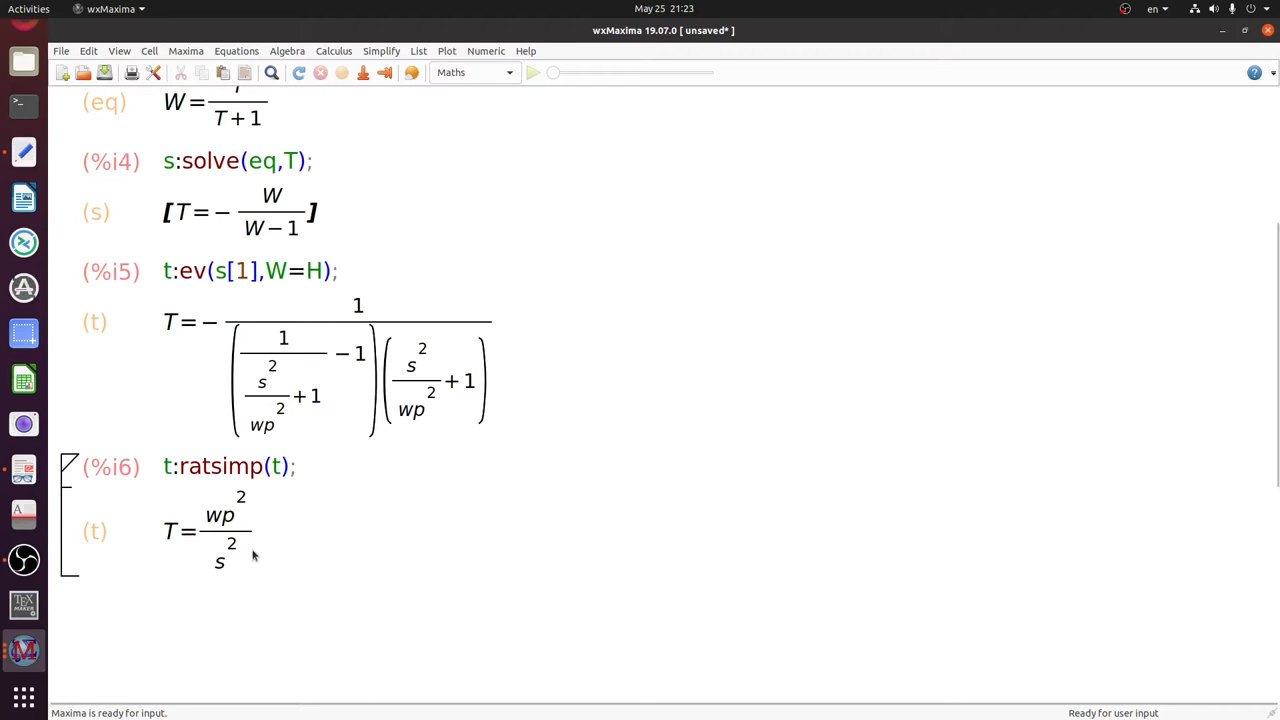 Activities wxMaxima May 25 21:23 en
wxMaxima 19.07.0 [ unsaved* ]
File Edit View Cell Maxima Equations Algebra Calculus Simplify List Plot Numeric Help
Maths
(eq) W = T / T + 1
(%i4) s:solve(eq,T);
(s) [ T = − W / W − 1 ]
(%i5) t:ev(s[1],W=H);
(t) T = − 1 / ( 1 / ( s^2 / wp^2 + 1 ) − 1 ) ( s^2 / wp^2 + 1 )
(%i6) t:ratsimp(t);
(t) T = wp^2 / s^2
Maxima is ready for input. Ready for user input